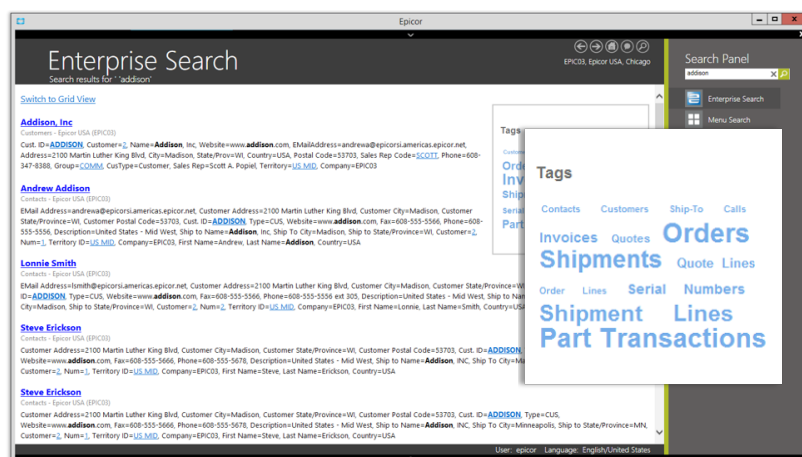 Epicor
Enterprise Search
Search results for ' 'addison'
EPIC03, Epicor USA, Chicago
Search Panel
addison
Enterprise Search
Menu Search
Switch to Grid View
Addison, Inc
Customers - Epicor USA (EPIC03)
Cust. ID=ADDISON, Customer=2, Name=Addison, Inc, Website=www.addison.com, EMailAddress=andrewa@epicorsi.americas.epicor.net,
Address=2100 Martin Luther King Blvd, City=Madison, State/Prov=WI, Country=USA, Postal Code=53703, Sales Rep Code=SCOTT, Phone=608-
347-8388, Group=COMM, CusType=Customer, Sales Rep=Scott A. Popiel, Territory=US MID, Company=EPIC03
Andrew Addison
Contacts - Epicor USA (EPIC03)
EMail Address=andrea@epicorsi.americas.epicor.net, Customer Address=2100 Martin Luther King Blvd, Customer City=Madison, Customer
State/Province=WI, Customer Postal Code=53703, Cust. ID=ADDISON, Type=CUS, Website=www.addison.com, Fax=608-555-5566, Phone=608-
555-5556, Description=United States - Mid West, Ship to Name=Addison, Inc, Ship To City=Madison, Ship to State/Province=WI, Customer=2,
Num=1, Territory ID=US MID, Company=EPIC03, First Name=Andrew, Last Name=Addison, Country=USA
Lonnie Smith
Contacts - Epicor USA (EPIC03)
EMail Address=lsmith@epicorsi.americas.epicor.net, Customer Address=2100 Martin Luther King Blvd, Customer City=Madison, Customer State/Province=WI
ID=ADDISON, Type=CUS, Website=www.addison.com, Fax=608-555-5566, Phone=608-555-5556 ext 305, Description=United States - Mid West, Ship to Nam
City=Madison, Ship to State/Province=WI, Customer=2, Num=2, Territory ID=US MID, Company=EPIC03, First Name=Lonnie, Last Name=Smith, Country=US
Steve Erickson
Contacts - Epicor USA (EPIC03)
Customer Address=2100 Martin Luther King Blvd, Customer City=Madison, Customer State/Province=WI, Customer Postal Code=53703, Cust. ID=ADDISON,
Website=www.addison.com, Fax=608-555-5666, Phone=608-555-5678, Description=United States - Mid West, Ship to Name=Addison, INC, Ship To City=Ma
Customer=2, Num=1, Territory ID=US MID, Company=EPIC03, First Name=Steve, Last Name=Erickson, Country=USA
Steve Erickson
Contacts - Epicor USA (EPIC03)
Customer Address=2100 Martin Luther King Blvd, Customer City=Madison, Customer State/Province=WI, Customer Postal Code=53703, Cust. ID=ADDISON, Type=CUS,
Website=www.addison.com, Fax=608-555-5666, Phone=608-555-5678, Description=United States - Mid West, Ship to Name=Addison, INC, Ship To City=Minneapolis, Ship to State/Province=MN,
Customer=2, Num=1, Territory ID=US MID, Company=EPIC03, First Name=Steve, Last Name=Erickson, Country=USA
Tags
Tags
Contacts Customers Ship-To Calls
Invoices Quotes Orders
Shipments Quote Lines
Order Lines Serial Numbers
Shipment Lines
Part Transactions
User: epicor Language: English/United States